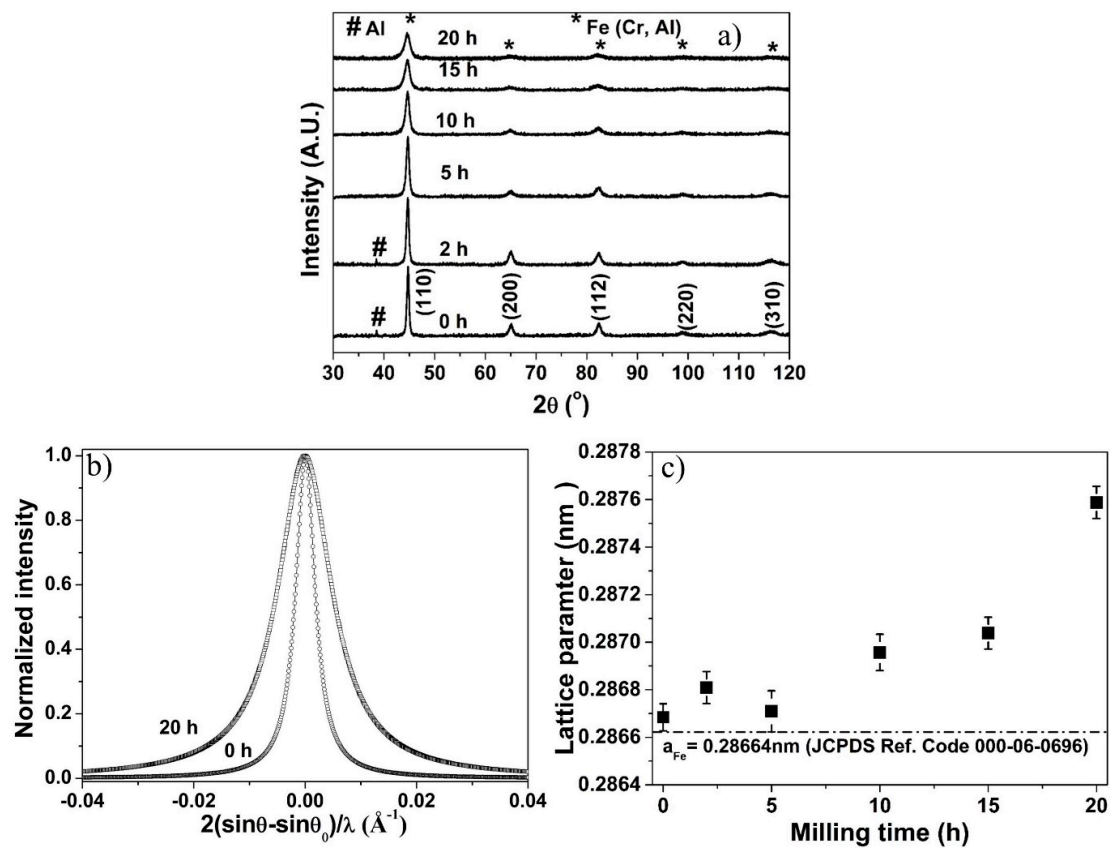 # Al
*
* Fe (Cr, Al)
a)
20 h
*
*
*
*
15 h
10 h
5 h
#
2 h
#
0 h
(110)
(200)
(112)
(220)
(310)
Intensity (A.U.)
30 40 50 60 70 80 90 100 110 120
2θ (°)
b)
1.0
0.8
0.6
0.4
0.2
0.0
Normalized intensity
20 h
0 h
-0.04 -0.02 0.00 0.02 0.04
2(sinθ-sinθ0)/λ (Å-1)
c)
0.2878
0.2876
0.2874
0.2872
0.2870
0.2868
0.2866
0.2864
Lattice paramter (nm)
aFe = 0.28664nm (JCPDS Ref. Code 000-06-0696)
0 5 10 15 20
Milling time (h)